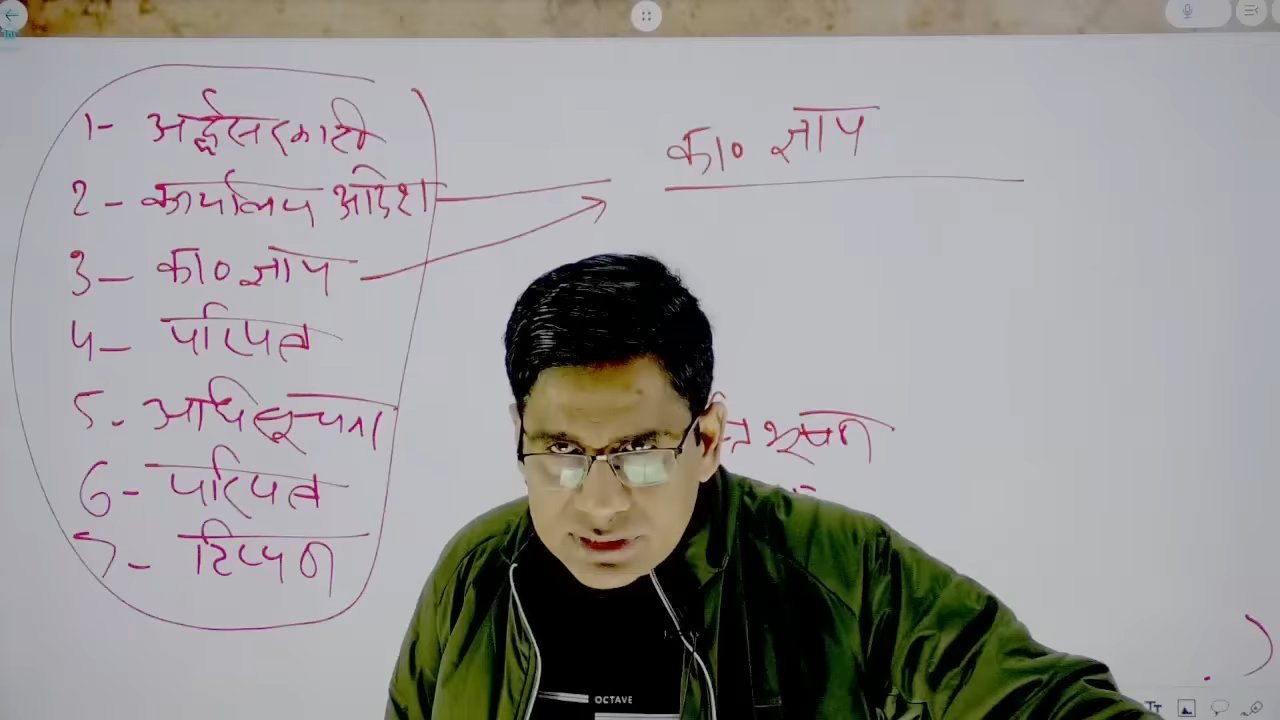 1- अर्द्धसरकारी
2- कार्यालय आदेश
3- का० ज्ञाप
4- परिपत्र
5- अधिसूचना
6- परिपत्र
7- टिप्पण
का० ज्ञाप
OCTAVE
TT